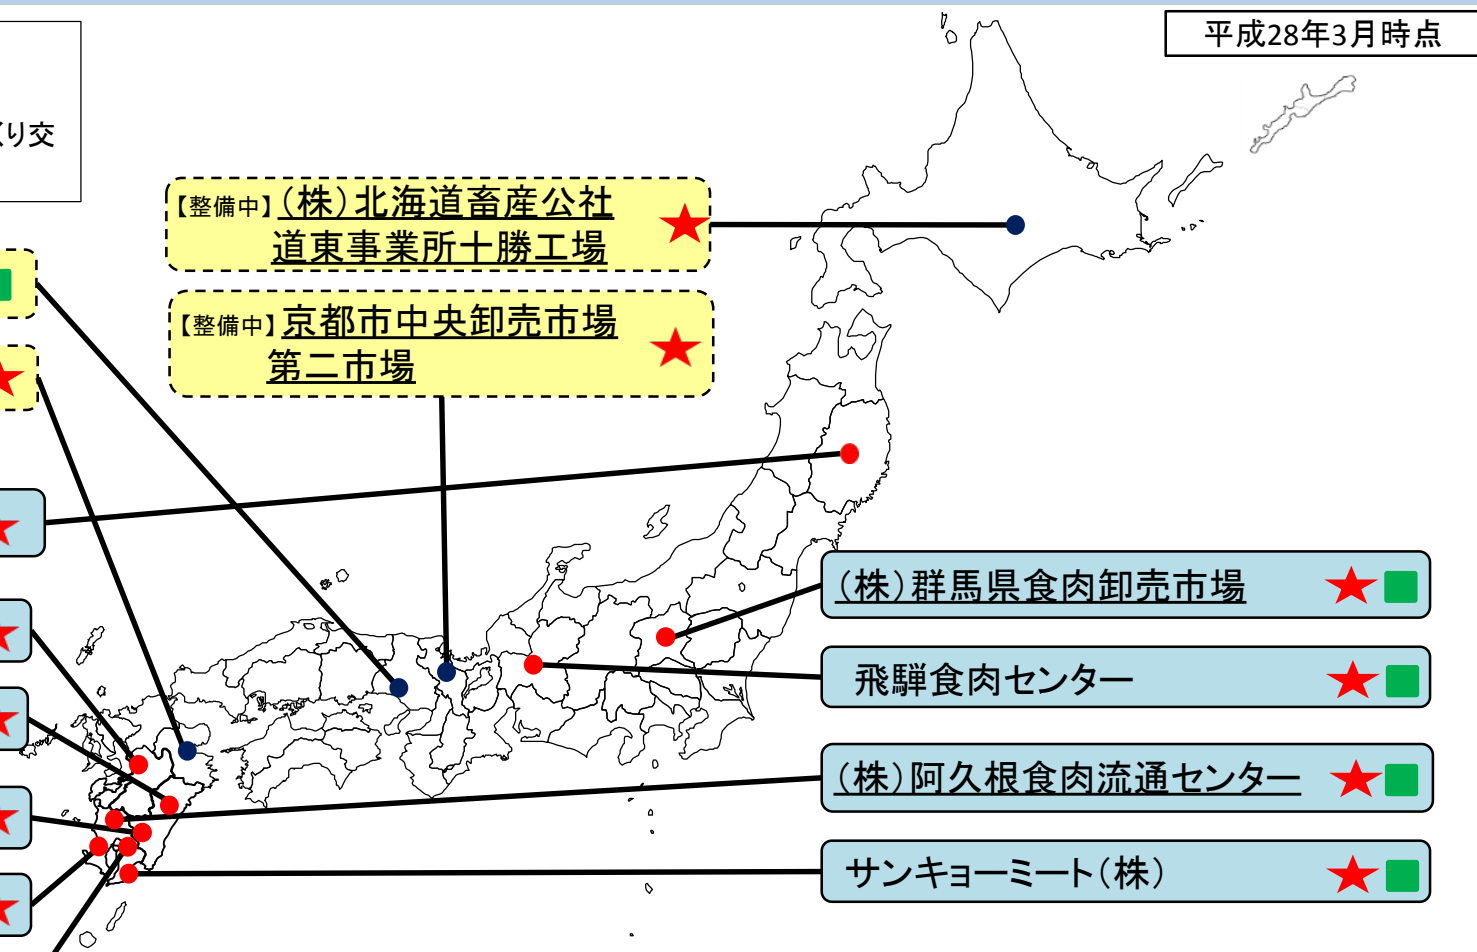 平成28年3月時点
くり交
【整備中】(株)北海道畜産公社
道東事業所十勝工場
【整備中】京都市中央卸売市場
第二市場
(株)群馬県食肉卸売市場
飛騨食肉センター
(株)阿久根食肉流通センター
サンキョーミート(株)